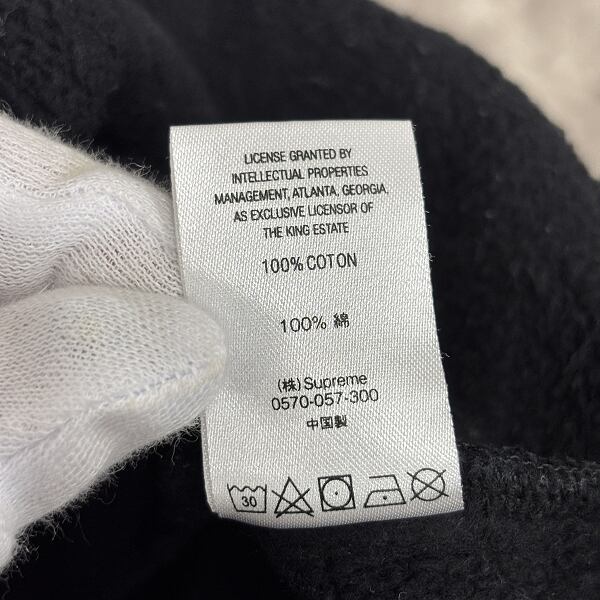 LICENSE GRANTED BY
INTELLECTUAL PROPERTIES
MANAGEMENT, ATLANTA, GEORGIA,
AS EXCLUSIVE LICENSOR OF
THE KING ESTATE
100% COTON
100% 綿
(株) Supreme
0570-057-300
中国製
30